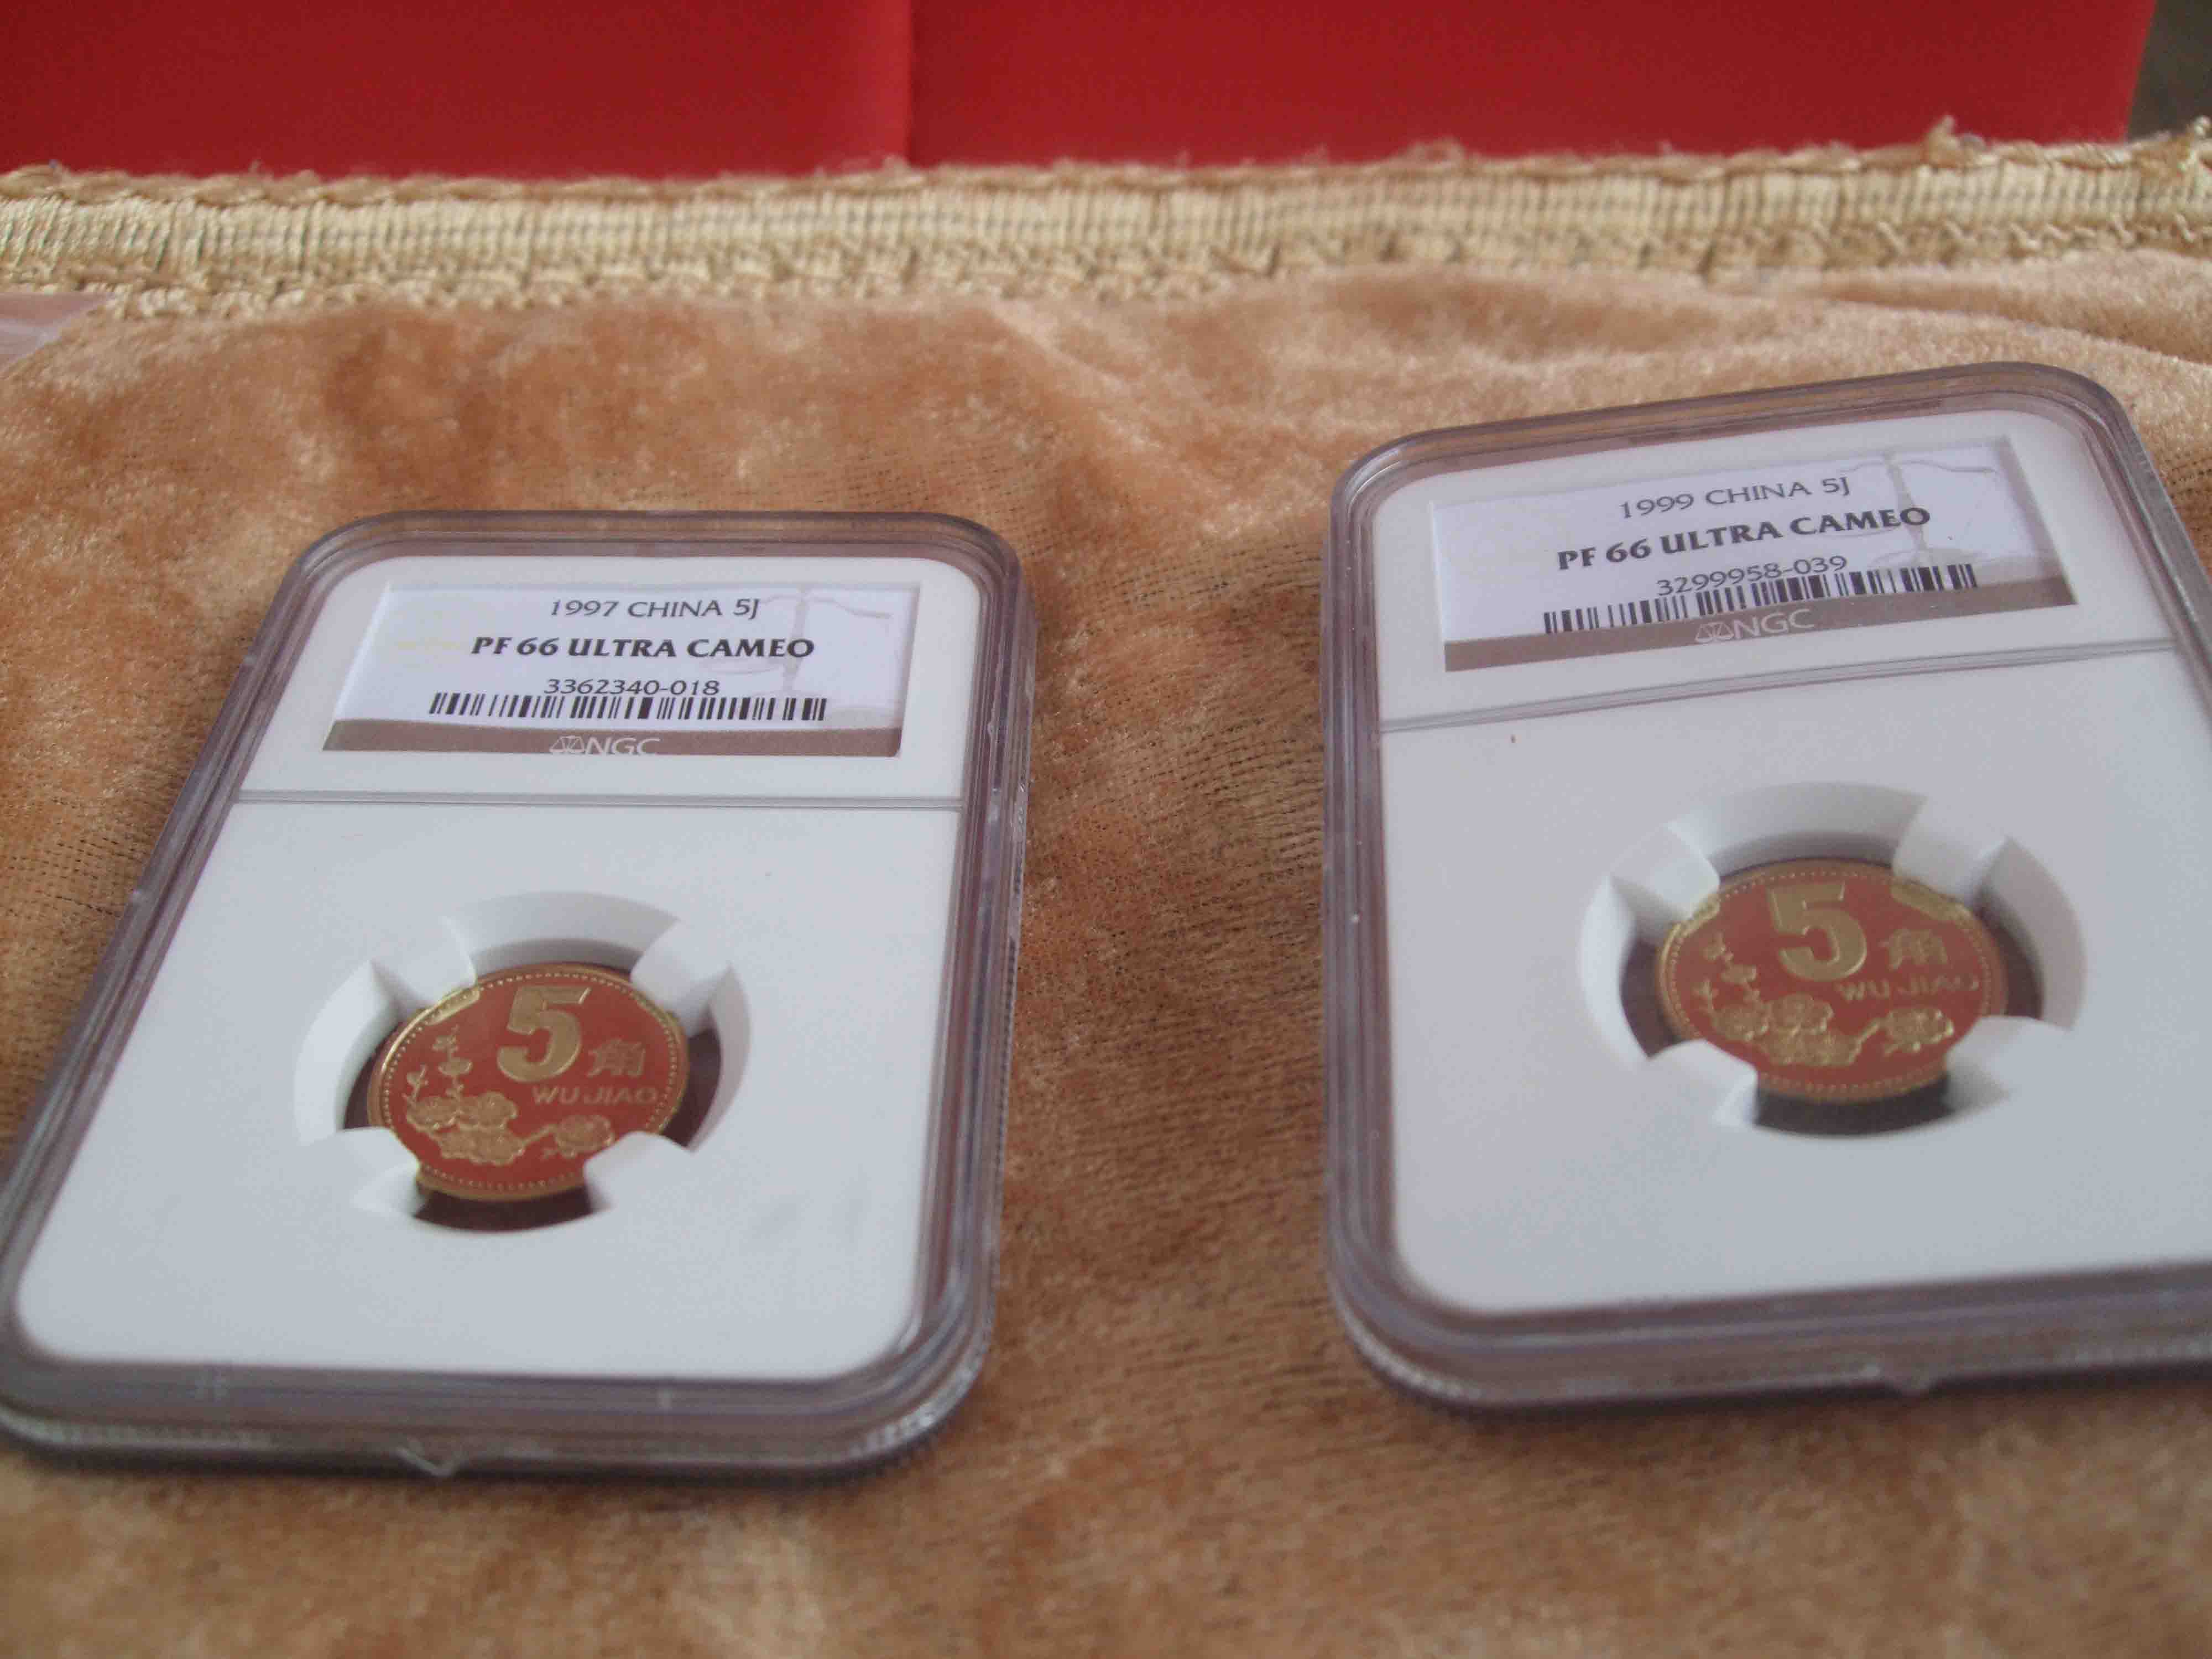 1997 CHINA 5J
PF 66 ULTRA CAMEO
3362340-018
NGC
5角
WU JIAO
1999 CHINA 5J
PF 66 ULTRA CAMEO
3299958-039
NGC
5角
WU JIAO